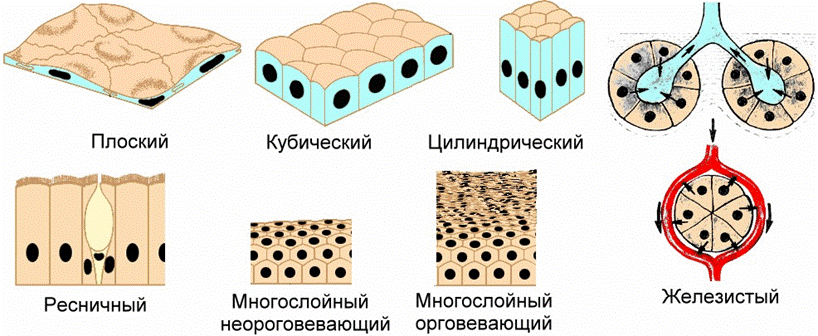 Плоский
Кубический
Цилиндрический
Ресничный
Многослойный
неороговевающий
Многослойный
орговевающий
Железистый